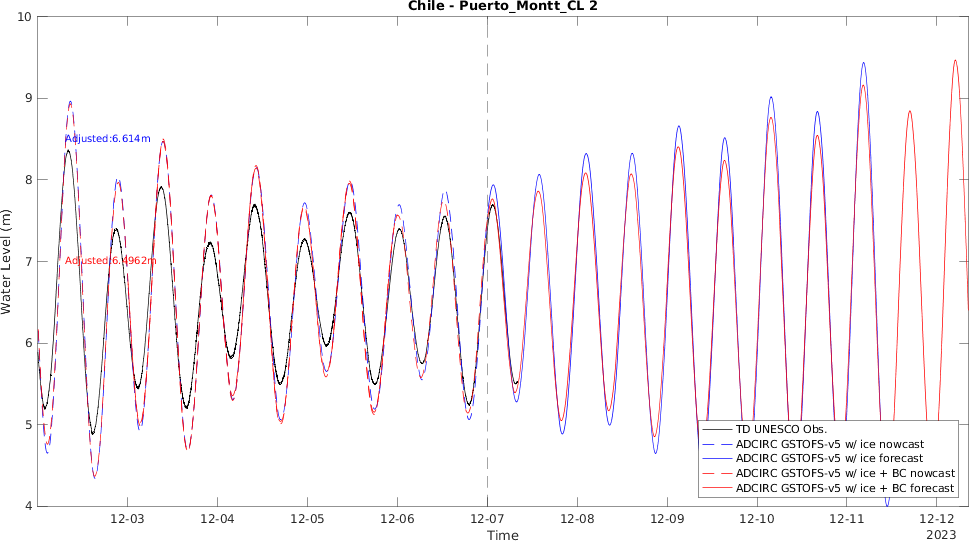 Chile - Puerto_Montt_CL 2
Water Level (m)
10
9
8
7
6
5
4
Adjusted:6.614m
Adjusted:6.4962m
TD UNESCO Obs.
ADCIRC GSTOFS-v5 w/ ice nowcast
ADCIRC GSTOFS-v5 w/ ice forecast
ADCIRC GSTOFS-v5 w/ ice + BC nowcast
ADCIRC GSTOFS-v5 w/ ice + BC forecast
12-03 12-04 12-05 12-06 12-07 12-08 12-09 12-10 12-11 12-12
Time
2023